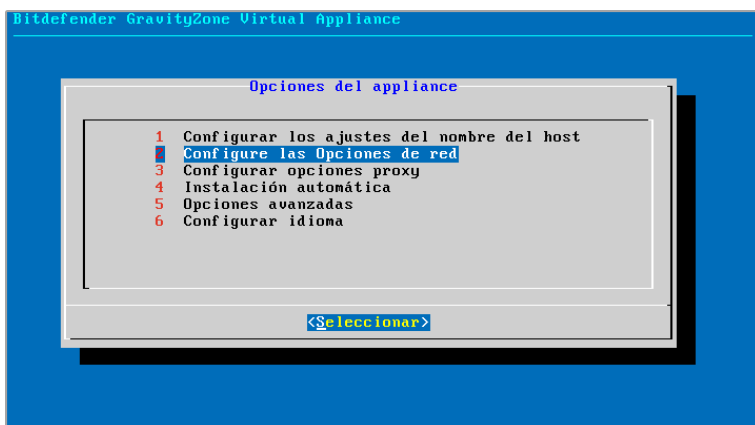 Bitdefender GravityZone Virtual Appliance
Opciones del appliance
1 Configurar los ajustes del nombre del host
2 Configure las Opciones de red
3 Configurar opciones proxy
4 Instalación automática
5 Opciones avanzadas
6 Configurar idioma
<Seleccionar>